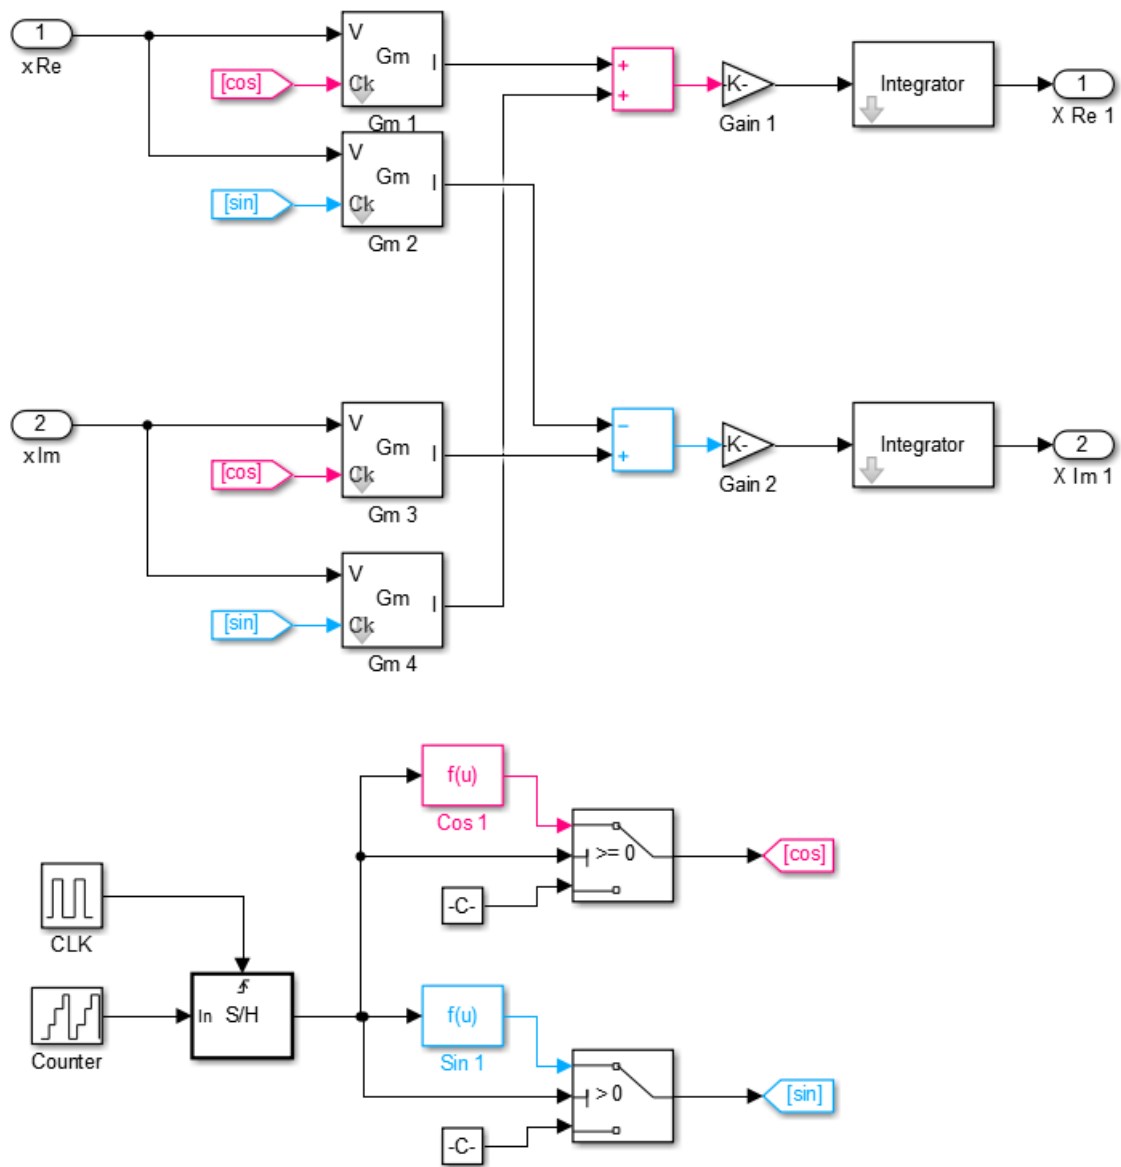 1
x Re
V
Gm
I
[cos]
Ck
Gm 1
V
Gm
I
[sin]
Ck
Gm 2
+
+
-K-
Gain 1
Integrator
1
X Re 1
2
x Im
V
Gm
I
[cos]
Ck
Gm 3
V
Gm
I
[sin]
Ck
Gm 4
−
+
-K-
Gain 2
Integrator
2
X Im 1
f(u)
Cos 1
>= 0
[cos]
-C-
CLK
In
S/H
Counter
f(u)
Sin 1
> 0
[sin]
-C-